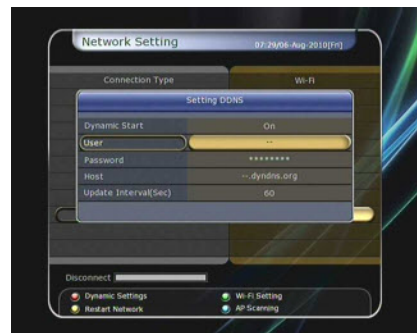 Network Setting 07:29/06-Aug-2010[Fri]
Connection Type Wi-Fi
Setting DDNS
Dynamic Start On
User --
Password ********
Host --.dyndns.org
Update Interval(Sec) 60
Disconnect
Dynamic Settings Wi-Fi Setting
Restart Network AP Scanning